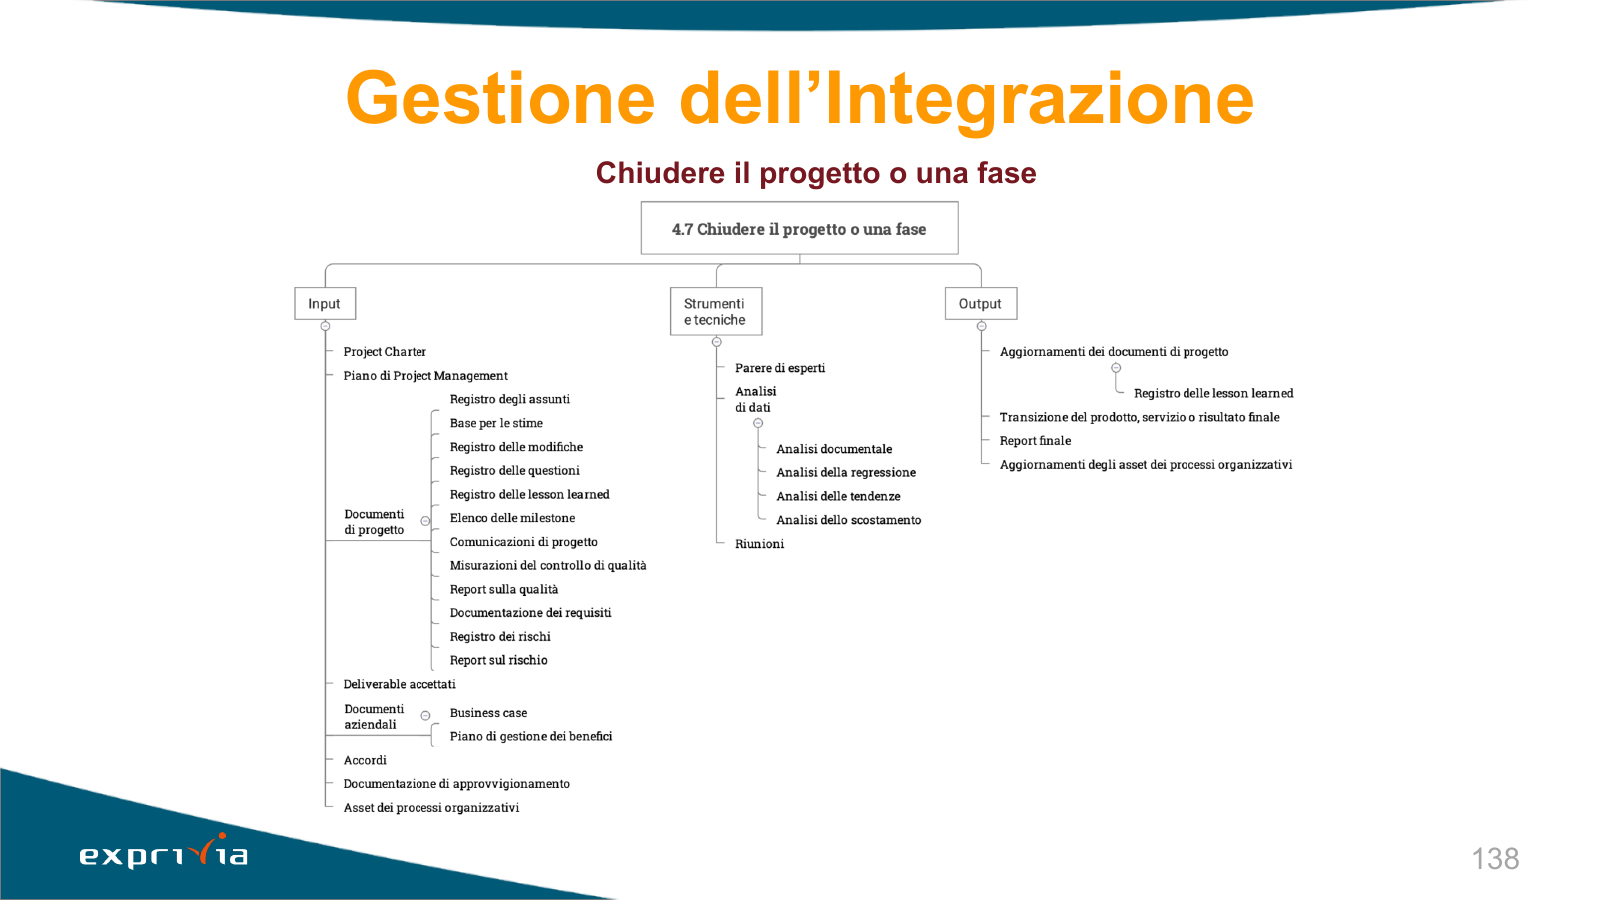 Gestione dell’Integrazione
Chiudere il progetto o una fase
4.7 Chiudere il progetto o una fase
Input
Project Charter
Piano di Project Management
Documenti
di progetto
Registro degli assunti
Base per le stime
Registro delle modifiche
Registro delle questioni
Registro delle lesson learned
Elenco delle milestone
Comunicazioni di progetto
Misurazioni del controllo di qualità
Report sulla qualità
Documentazione dei requisiti
Registro dei rischi
Report sul rischio
Deliverable accettati
Documenti
aziendali
Business case
Piano di gestione dei benefici
Accordi
Documentazione di approvvigionamento
Asset dei processi organizzativi
Strumenti
e tecniche
Parere di esperti
Analisi
di dati
Analisi documentale
Analisi della regressione
Analisi delle tendenze
Analisi dello scostamento
Riunioni
Output
Aggiornamenti dei documenti di progetto
Registro delle lesson learned
Transizione del prodotto, servizio o risultato finale
Report finale
Aggiornamenti degli asset dei processi organizzativi
exprivia
138